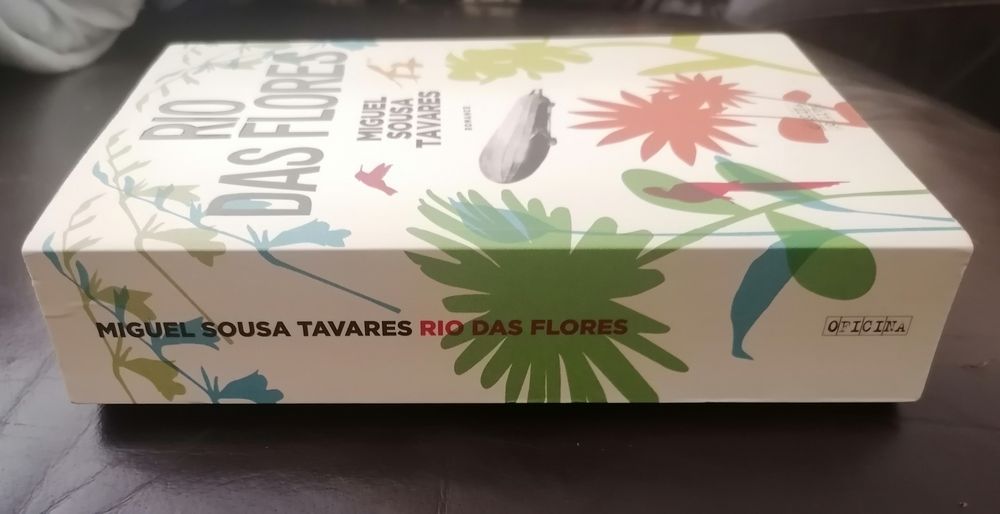 RIO
DAS FLORES
MIGUEL
SOUSA
TAVARES
ROMANCE
MIGUEL SOUSA TAVARES RIO DAS FLORES
OFICINA